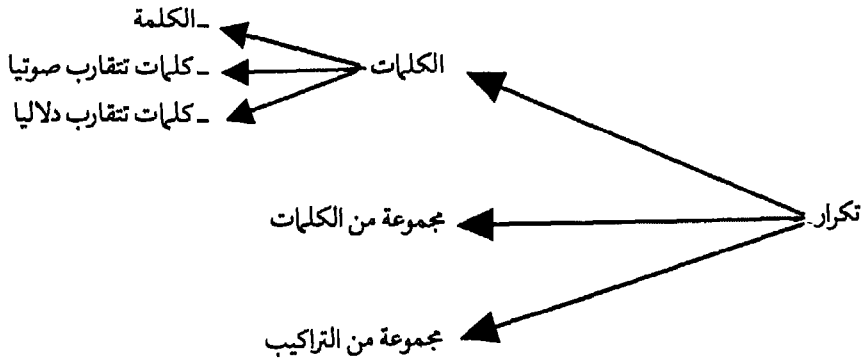 تكرار
الكلمات
ـ الكلمة
ـ كلمات تتقارب صوتيا
ـ كلمات تتقارب دلاليا
مجموعة من الكلمات
مجموعة من التراكيب